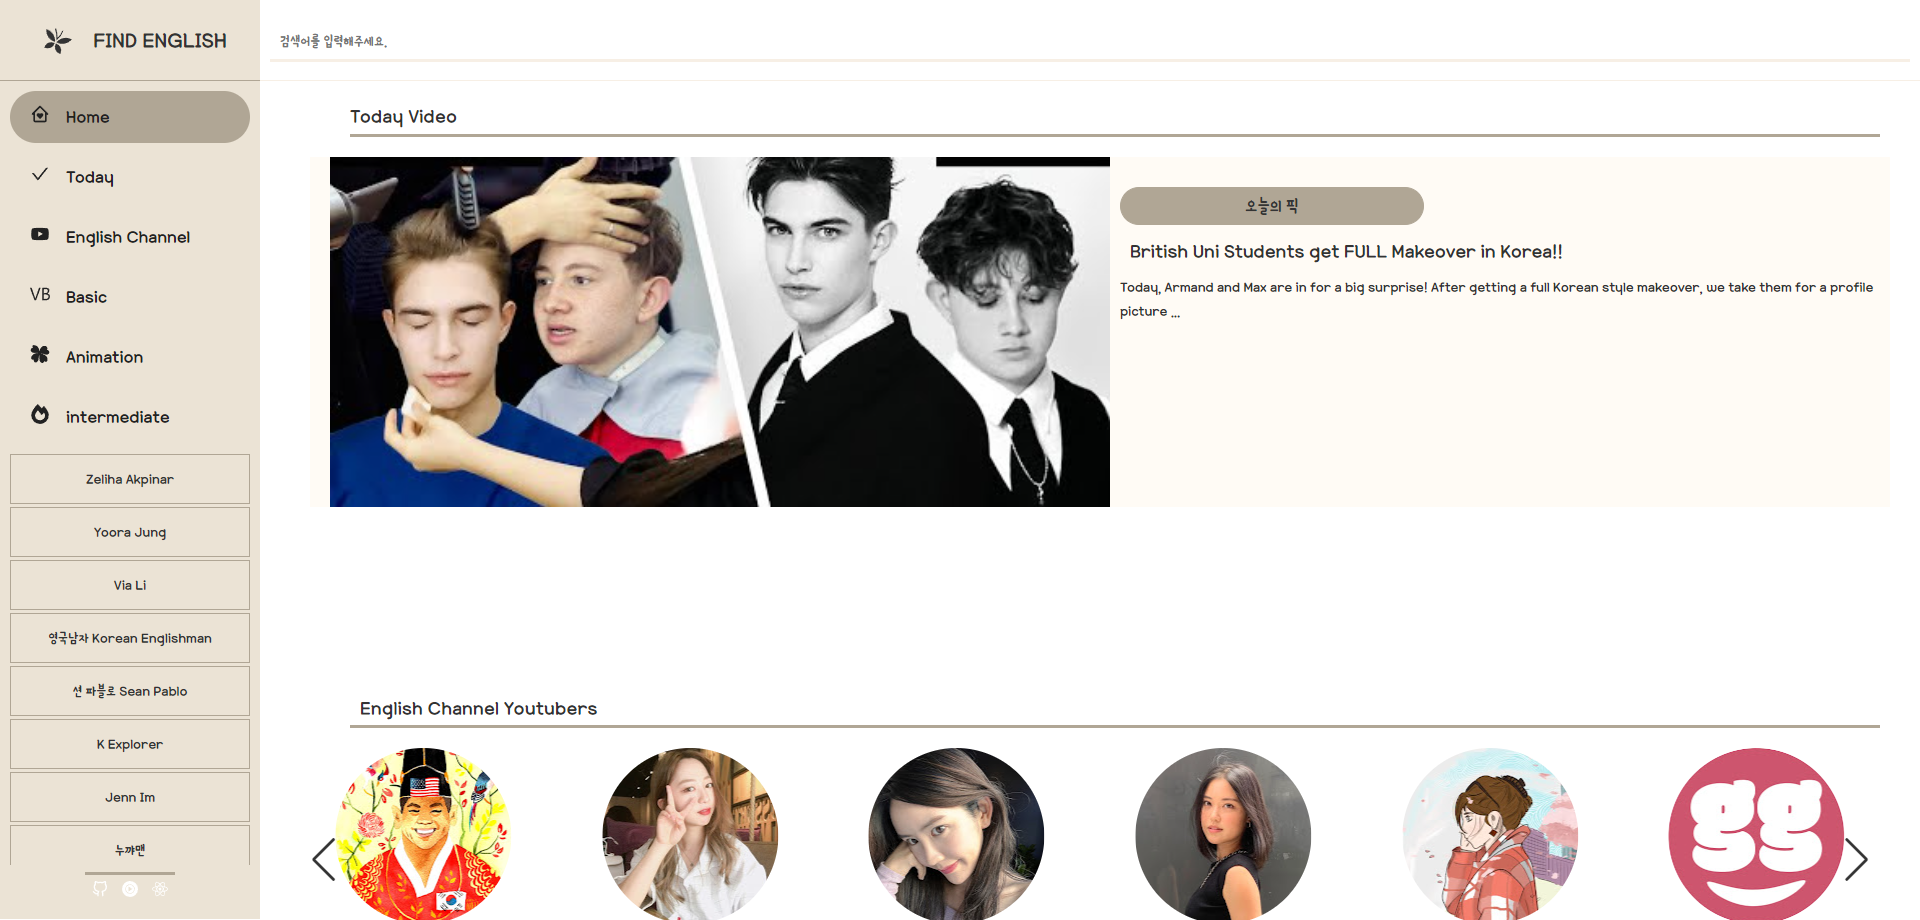 FIND ENGLISH
검색어를 입력해주세요.
Home
Today
English Channel
VB Basic
Animation
intermediate
Zeliha Akpinar
Yoora Jung
Via Li
영국남자 Korean Englishman
션 파블로 Sean Pablo
K Explorer
Jenn Im
누꺄맨
Today Video
오늘의 픽
British Uni Students get FULL Makeover in Korea!!
Today, Armand and Max are in for a big surprise! After getting a full Korean style makeover, we take them for a profile
picture ...
English Channel Youtubers
gg